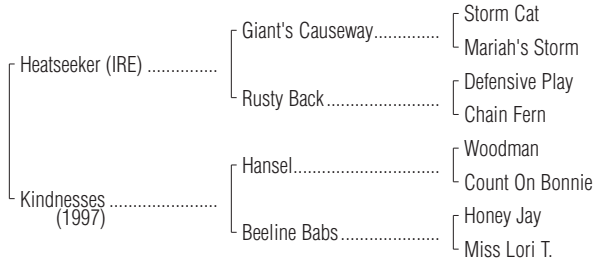 Storm Cat
Giant's Causeway..............
Mariah's Storm
Heatseeker (IRE) ...............
Defensive Play
Rusty Back ........................
Chain Fern
Woodman
Hansel...............................
Count On Bonnie
Kindnesses .......................
(1997)
Honey Jay
Beeline Babs.....................
Miss Lori T.